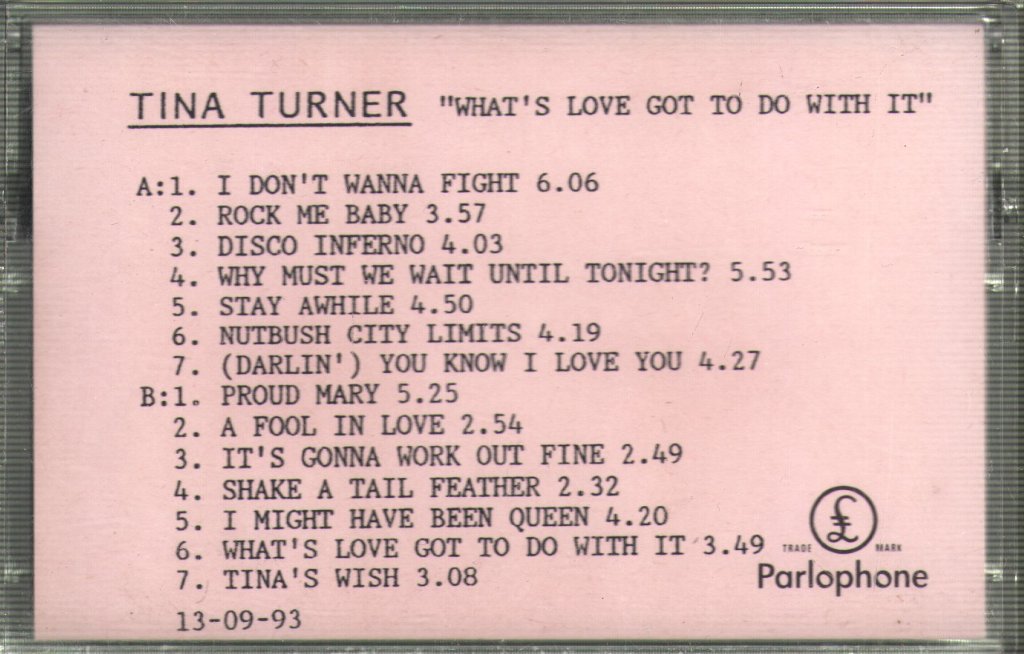 TINA TURNER "WHAT'S LOVE GOT TO DO WITH IT"
A:1. I DON'T WANNA FIGHT 6.06
2. ROCK ME BABY 3.57
3. DISCO INFERNO 4.03
4. WHY MUST WE WAIT UNTIL TONIGHT? 5.53
5. STAY AWHILE 4.50
6. NUTBUSH CITY LIMITS 4.19
7. (DARLIN') YOU KNOW I LOVE YOU 4.27
B:1. PROUD MARY 5.25
2. A FOOL IN LOVE 2.54
3. IT'S GONNA WORK OUT FINE 2.49
4. SHAKE A TAIL FEATHER 2.32
5. I MIGHT HAVE BEEN QUEEN 4.20
6. WHAT'S LOVE GOT TO DO WITH IT 3.49
7. TINA'S WISH 3.08
13-09-93
£
TRADE MARK
Parlophone